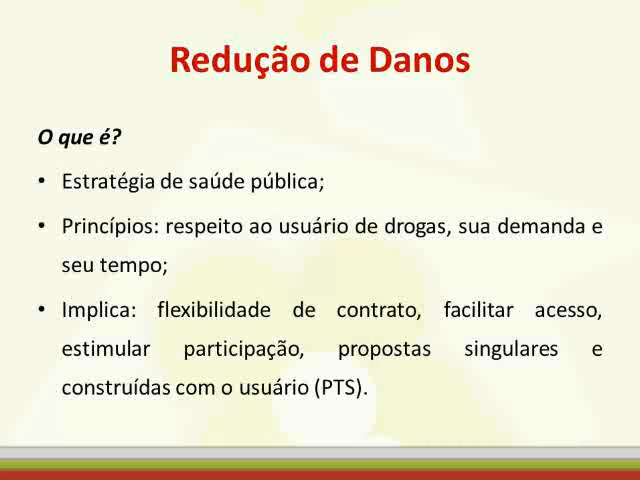 Redução de Danos
O que é?
• Estratégia de saúde pública;
• Princípios: respeito ao usuário de drogas, sua demanda e
seu tempo;
• Implica: flexibilidade de contrato, facilitar acesso,
estimular participação, propostas singulares e
construídas com o usuário (PTS).